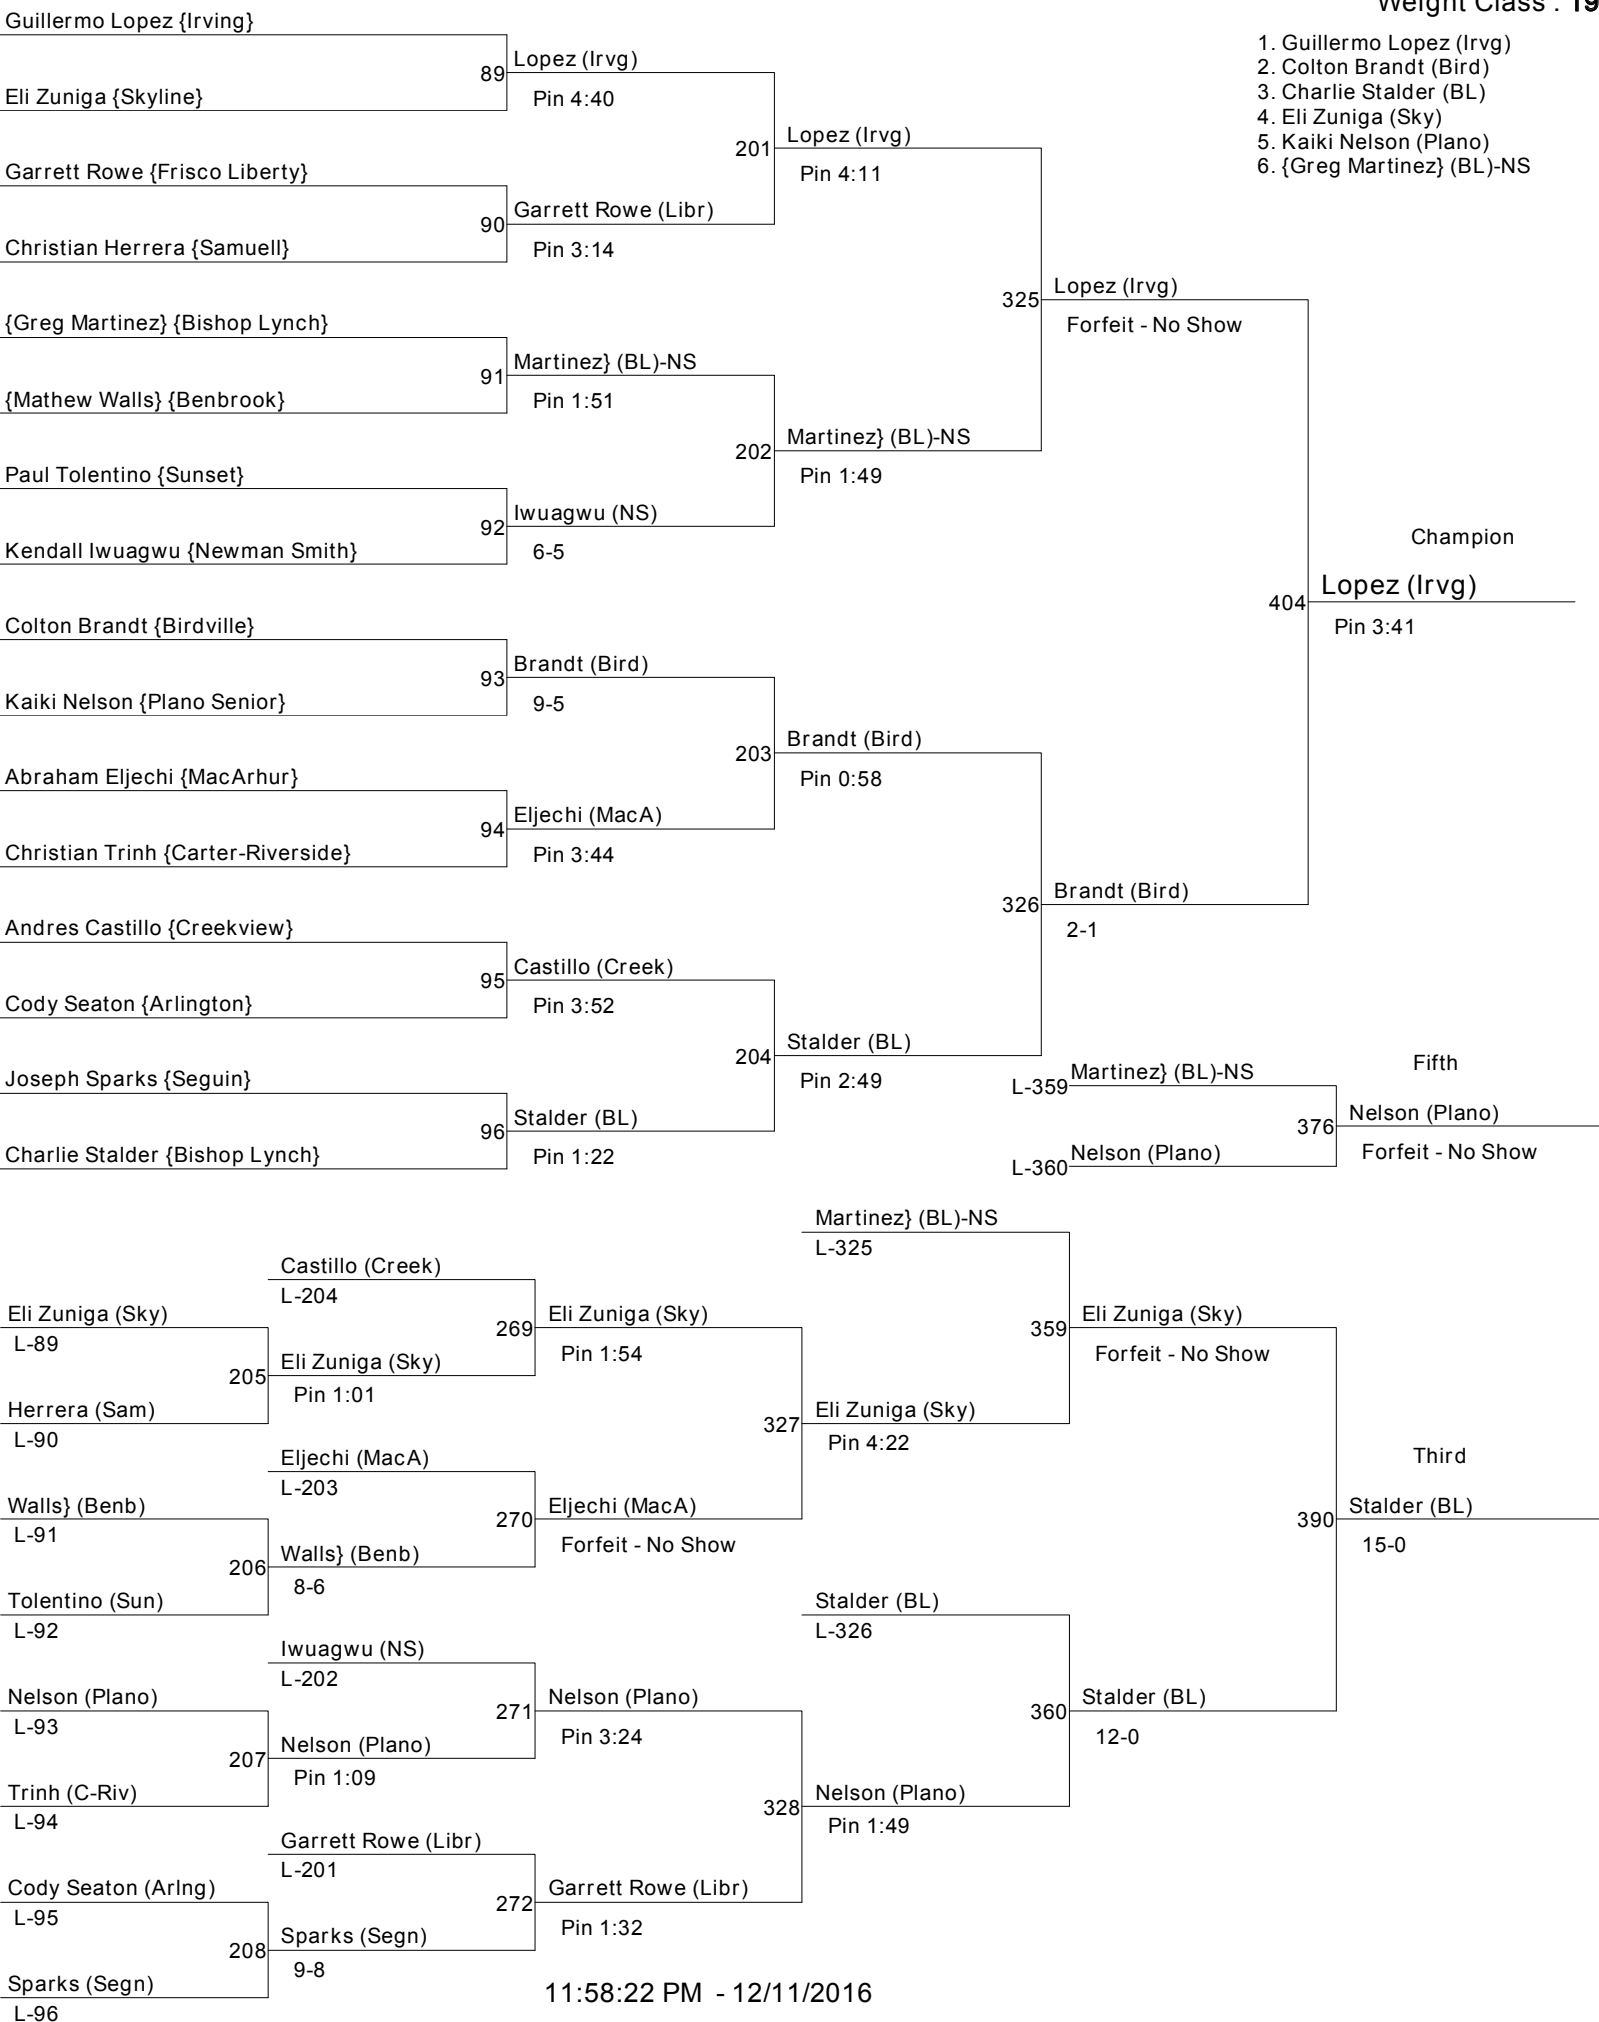 Weight Class : 19
1. Guillermo Lopez (Irvg)
2. Colton Brandt (Bird)
3. Charlie Stalder (BL)
4. Eli Zuniga (Sky)
5. Kaiki Nelson (Plano)
6. {Greg Martinez} (BL)-NS
Guillermo Lopez {Irving}
89
Eli Zuniga {Skyline}
Lopez (Irvg)
Pin 4:40
Garrett Rowe {Frisco Liberty}
90
Christian Herrera {Samuell}
Garrett Rowe (Libr)
Pin 3:14
{Greg Martinez} {Bishop Lynch}
91
{Mathew Walls} {Benbrook}
Martinez} (BL)-NS
Pin 1:51
Paul Tolentino {Sunset}
92
Kendall Iwuagwu {Newman Smith}
Iwuagwu (NS)
6-5
Colton Brandt {Birdville}
93
Kaiki Nelson {Plano Senior}
Brandt (Bird)
9-5
Abraham Eljechi {MacArhur}
94
Christian Trinh {Carter-Riverside}
Eljechi (MacA)
Pin 3:44
Andres Castillo {Creekview}
95
Cody Seaton {Arlington}
Castillo (Creek)
Pin 3:52
Joseph Sparks {Seguin}
96
Charlie Stalder {Bishop Lynch}
Stalder (BL)
Pin 1:22
201
Lopez (Irvg)
Pin 4:11
202
Martinez} (BL)-NS
Pin 1:49
203
Brandt (Bird)
Pin 0:58
204
Stalder (BL)
Pin 2:49
325
Lopez (Irvg)
Forfeit - No Show
326
Brandt (Bird)
2-1
Champion
404
Lopez (Irvg)
Pin 3:41
Fifth
L-359
Martinez} (BL)-NS
L-360
Nelson (Plano)
376
Nelson (Plano)
Forfeit - No Show
Eli Zuniga (Sky)
L-89
205
Herrera (Sam)
L-90
Walls} (Benb)
L-91
206
Tolentino (Sun)
L-92
Nelson (Plano)
L-93
207
Trinh (C-Riv)
L-94
Cody Seaton (Arlng)
L-95
208
Sparks (Segn)
L-96
Castillo (Creek)
L-204
269
Eli Zuniga (Sky)
Pin 1:01
Eljechi (MacA)
L-203
270
Walls} (Benb)
8-6
Iwuagwu (NS)
L-202
271
Nelson (Plano)
Pin 1:09
Garrett Rowe (Libr)
L-201
272
Sparks (Segn)
9-8
Eli Zuniga (Sky)
Pin 1:54
327
Eljechi (MacA)
Forfeit - No Show
Nelson (Plano)
Pin 3:24
328
Garrett Rowe (Libr)
Pin 1:32
Martinez} (BL)-NS
L-325
359
Eli Zuniga (Sky)
Pin 4:22
Stalder (BL)
L-326
360
Nelson (Plano)
Pin 1:49
Eli Zuniga (Sky)
Forfeit - No Show
390
Stalder (BL)
12-0
Third
Stalder (BL)
15-0
11:58:22 PM - 12/11/2016